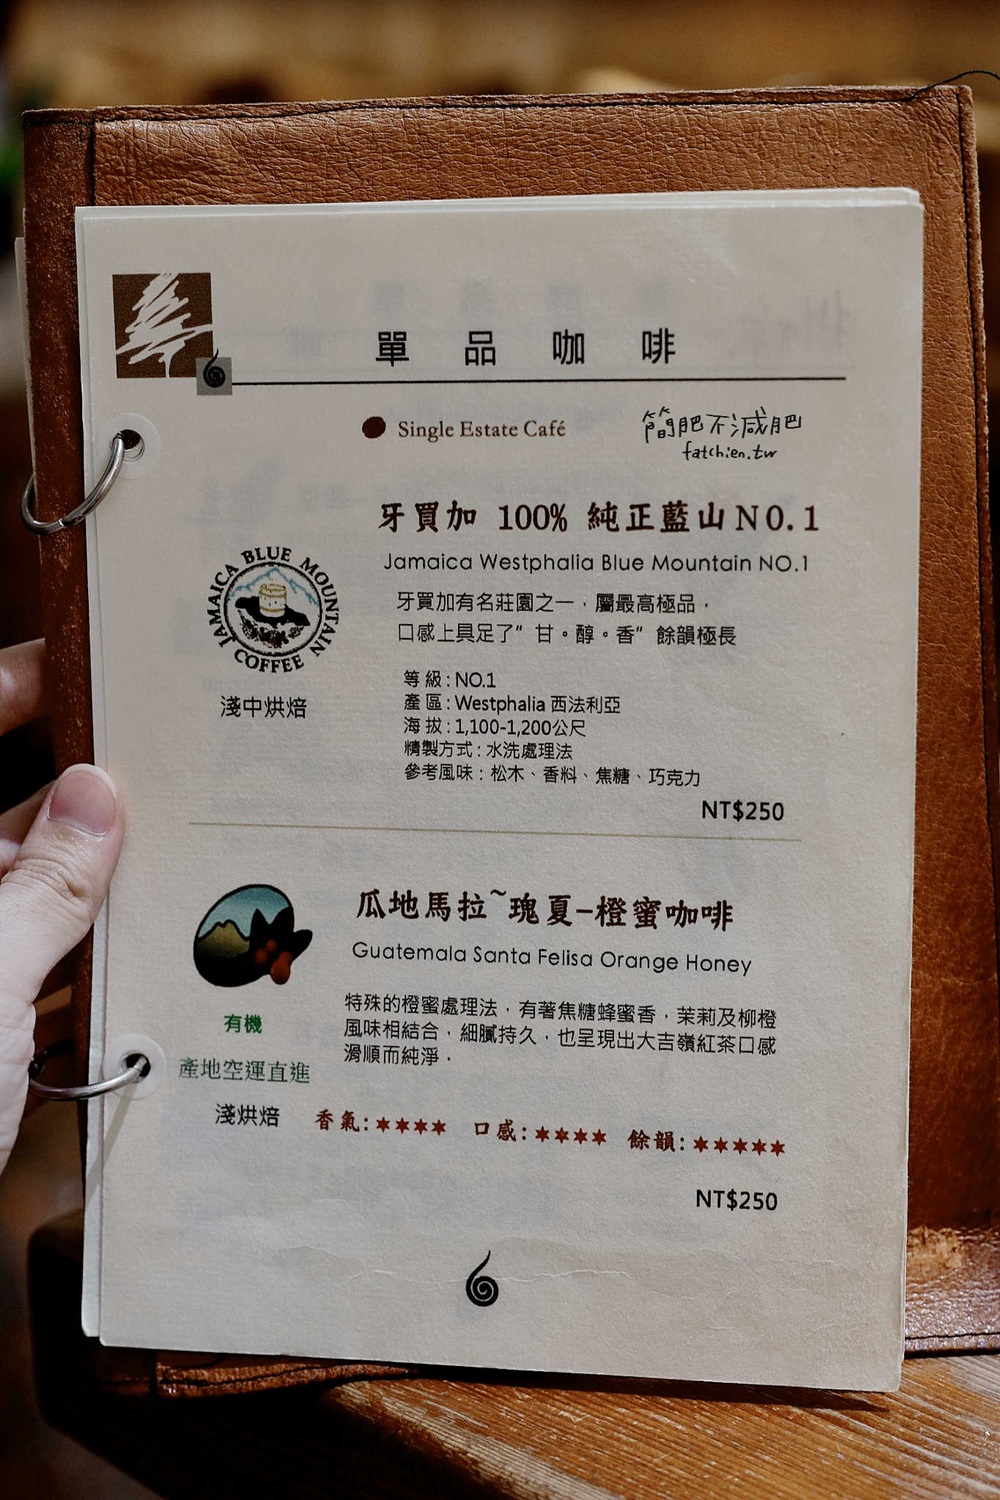 單品咖啡
Single Estate Café
簡肥不減肥
fatchien.tw
牙買加 100% 純正藍山NO.1
Jamaica Westphalia Blue Mountain NO.1
JAMAICA BLUE MOUNTAIN COFFEE
淺中烘焙
牙買加有名莊園之一，屬最高極品，
口感上具足了”甘。醇。香”餘韻極長
等級：NO.1
產區：Westphalia 西法利亞
海拔：1,100-1,200公尺
精製方式：水洗處理法
參考風味：松木、香料、焦糖、巧克力
NT$250
瓜地馬拉~瑰夏-橙蜜咖啡
Guatemala Santa Felisa Orange Honey
有機
產地空運直進
淺烘焙
特殊的橙蜜處理法，有著焦糖蜂蜜香，茉莉及柳橙
風味相結合，細膩持久，也呈現出大吉嶺紅茶口感
滑順而純淨．
香氣:★★★★ 口感:★★★★ 餘韻:★★★★★
NT$250